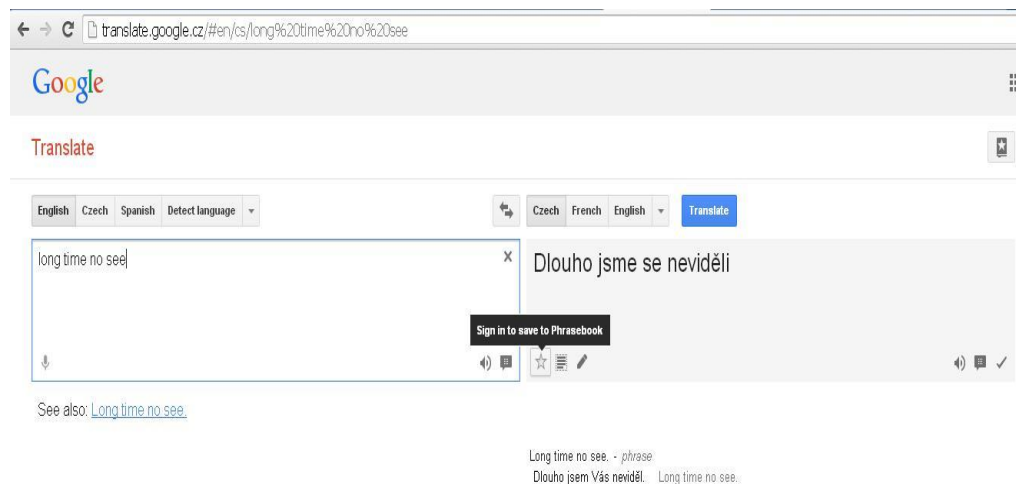 translate.google.cz/#en/cs/long%20time%20no%20see
Google
Translate
English Czech Spanish Detect language Czech French English Translate
long time no see x Dlouho jsme se neviděli
Sign in to save to Phrasebook
See also: Long time no see.
Long time no see. - phrase
Dlouho jsem Vás neviděl. Long time no see.